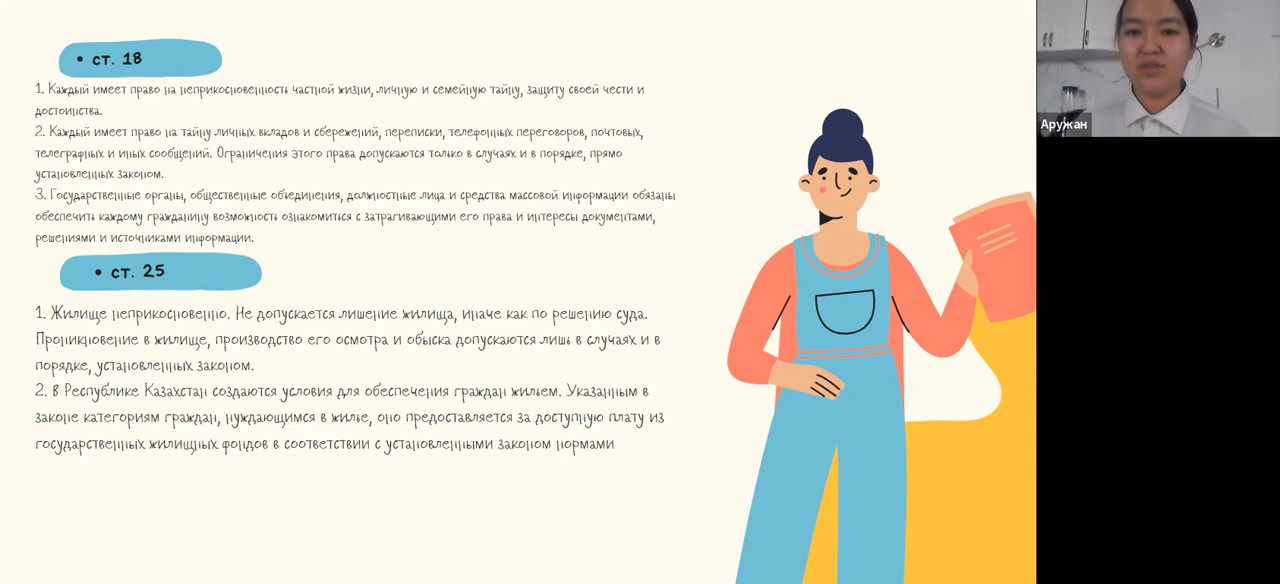 • ст. 18
1. Каждый имеет право на неприкосновенность частной жизни, личную и семейную тайну, защиту своей чести и
достоинства.
2. Каждый имеет право на тайну личных вкладов и сбережений, переписки, телефонных переговоров, почтовых,
телеграфных и иных сообщений. Ограничения этого права допускаются только в случаях и в порядке, прямо
установленных законом.
3. Государственные органы, общественные объединения, должностные лица и средства массовой информации обязаны
обеспечить каждому гражданину возможность ознакомиться с затрагивающими его права и интересы документами,
решениями и источниками информации.
• ст. 25
1. Жилище неприкосновенно. Не допускается лишение жилища, иначе как по решению суда.
Проникновение в жилище, производство его осмотра и обыска допускаются лишь в случаях и в
порядке, установленных законом.
2. В Республике Казахстан создаются условия для обеспечения граждан жильем. Указанным в
законе категориям граждан, нуждающимся в жилье, оно предоставляется за доступную плату из
государственных жилищных фондов в соответствии с установленными законом нормами
Аружан